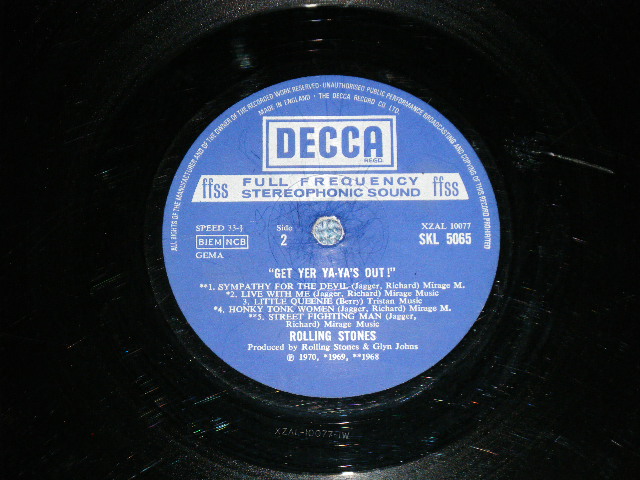 ALL RIGHTS OF THE MANUFACTURER AND OF THE OWNER OF THE RECORDED WORK RESERVED · UNAUTHORISED PUBLIC PERFORMANCE, BROADCASTING AND COPYING OF THIS RECORD PROHIBITED
MADE IN ENGLAND · THE DECCA RECORD CO. LTD.
DECCA
REGD.
ffss FULL FREQUENCY STEREOPHONIC SOUND ffss
SPEED 33⅓ Side XZAL 10077
BIEM NCB 2 SKL 5065
GEMA
"GET YER YA-YA'S OUT!"
**1. SYMPATHY FOR THE DEVIL (Jagger, Richard) Mirage M.
*2. LIVE WITH ME (Jagger, Richard) Mirage Music
3. LITTLE QUEENIE (Berry) Tristan Music
*4. HONKY TONK WOMEN (Jagger, Richard) Mirage M.
**5. STREET FIGHTING MAN (Jagger,
Richard) Mirage Music
ROLLING STONES
Produced by Rolling Stones & Glyn Johns
℗ 1970, *1969, **1968
XZAL-10077-1W